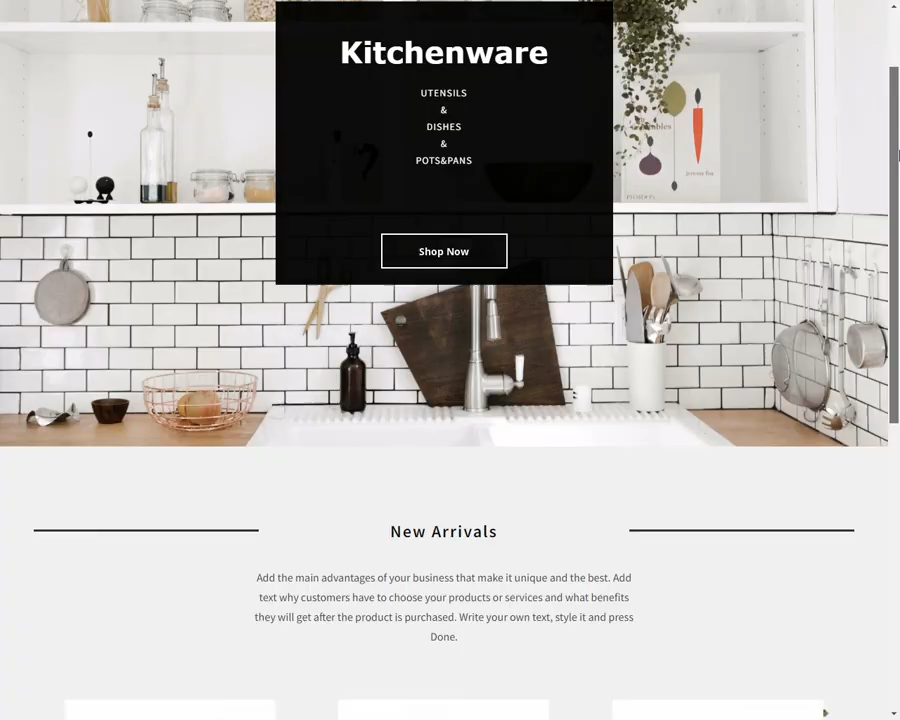 Kitchenware
UTENSILS
&
DISHES
&
POTS&PANS
Shop Now
New Arrivals
Add the main advantages of your business that make it unique and the best. Add
text why customers have to choose your products or services and what benefits
they will get after the product is purchased. Write your own text, style it and press
Done.